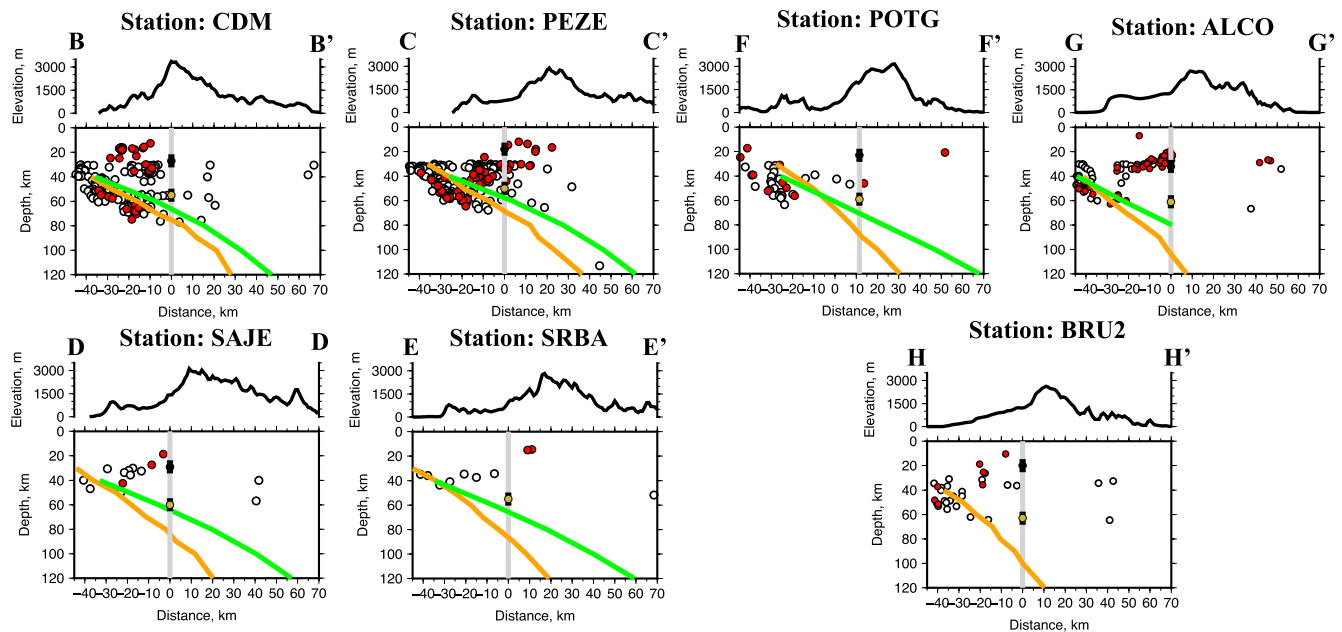 Station: CDM
B B'
Elevation, m
3000
1500
0
Depth, km
0
20
40
60
80
100
120
−40−30−20−10 0 10 20 30 40 50 60 70
Distance, km
Station: PEZE
C C'
Elevation, m
3000
1500
0
Depth, km
0
20
40
60
80
100
120
−40−30−20−10 0 10 20 30 40 50 60 70
Distance, km
Station: POTG
F F'
Elevation, m
3000
1500
0
Depth, km
0
20
40
60
80
100
120
−40−30−20−10 0 10 20 30 40 50 60 70
Distance, km
Station: ALCO
G G'
Elevation, m
3000
1500
0
Depth, km
0
20
40
60
80
100
120
−40−30−20−10 0 10 20 30 40 50 60 70
Distance, km
Station: SAJE
D D
Elevation, m
3000
1500
0
Depth, km
0
20
40
60
80
100
120
−40−30−20−10 0 10 20 30 40 50 60 70
Distance, km
Station: SRBA
E E'
Elevation, m
3000
1500
0
Depth, km
0
20
40
60
80
100
120
−40−30−20−10 0 10 20 30 40 50 60 70
Distance, km
Station: BRU2
H H'
Elevation, m
3000
1500
0
Depth, km
0
20
40
60
80
100
120
−40−30−20−10 0 10 20 30 40 50 60 70
Distance, km